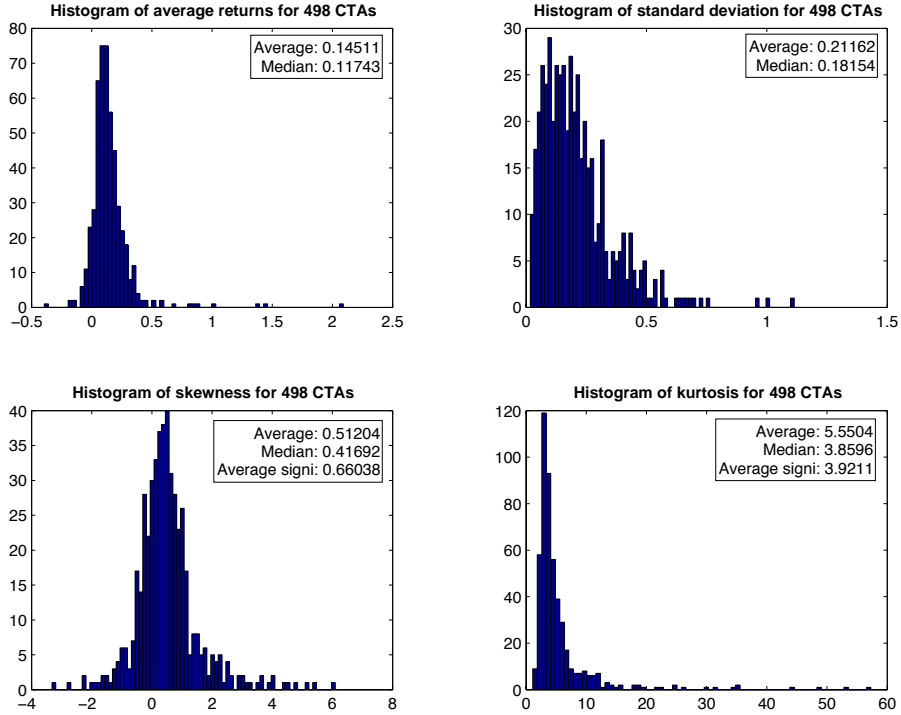 Histogram of average returns for 498 CTAs
80
70
60
50
40
30
20
10
0
−0.5 0 0.5 1 1.5 2 2.5
Average: 0.14511
Median: 0.11743
Histogram of standard deviation for 498 CTAs
30
25
20
15
10
5
0
0 0.5 1 1.5
Average: 0.21162
Median: 0.18154
Histogram of skewness for 498 CTAs
40
35
30
25
20
15
10
5
0
−4 −2 0 2 4 6 8
Average: 0.51204
Median: 0.41692
Average signi: 0.66038
Histogram of kurtosis for 498 CTAs
120
100
80
60
40
20
0
0 10 20 30 40 50 60
Average: 5.5504
Median: 3.8596
Average signi: 3.9211